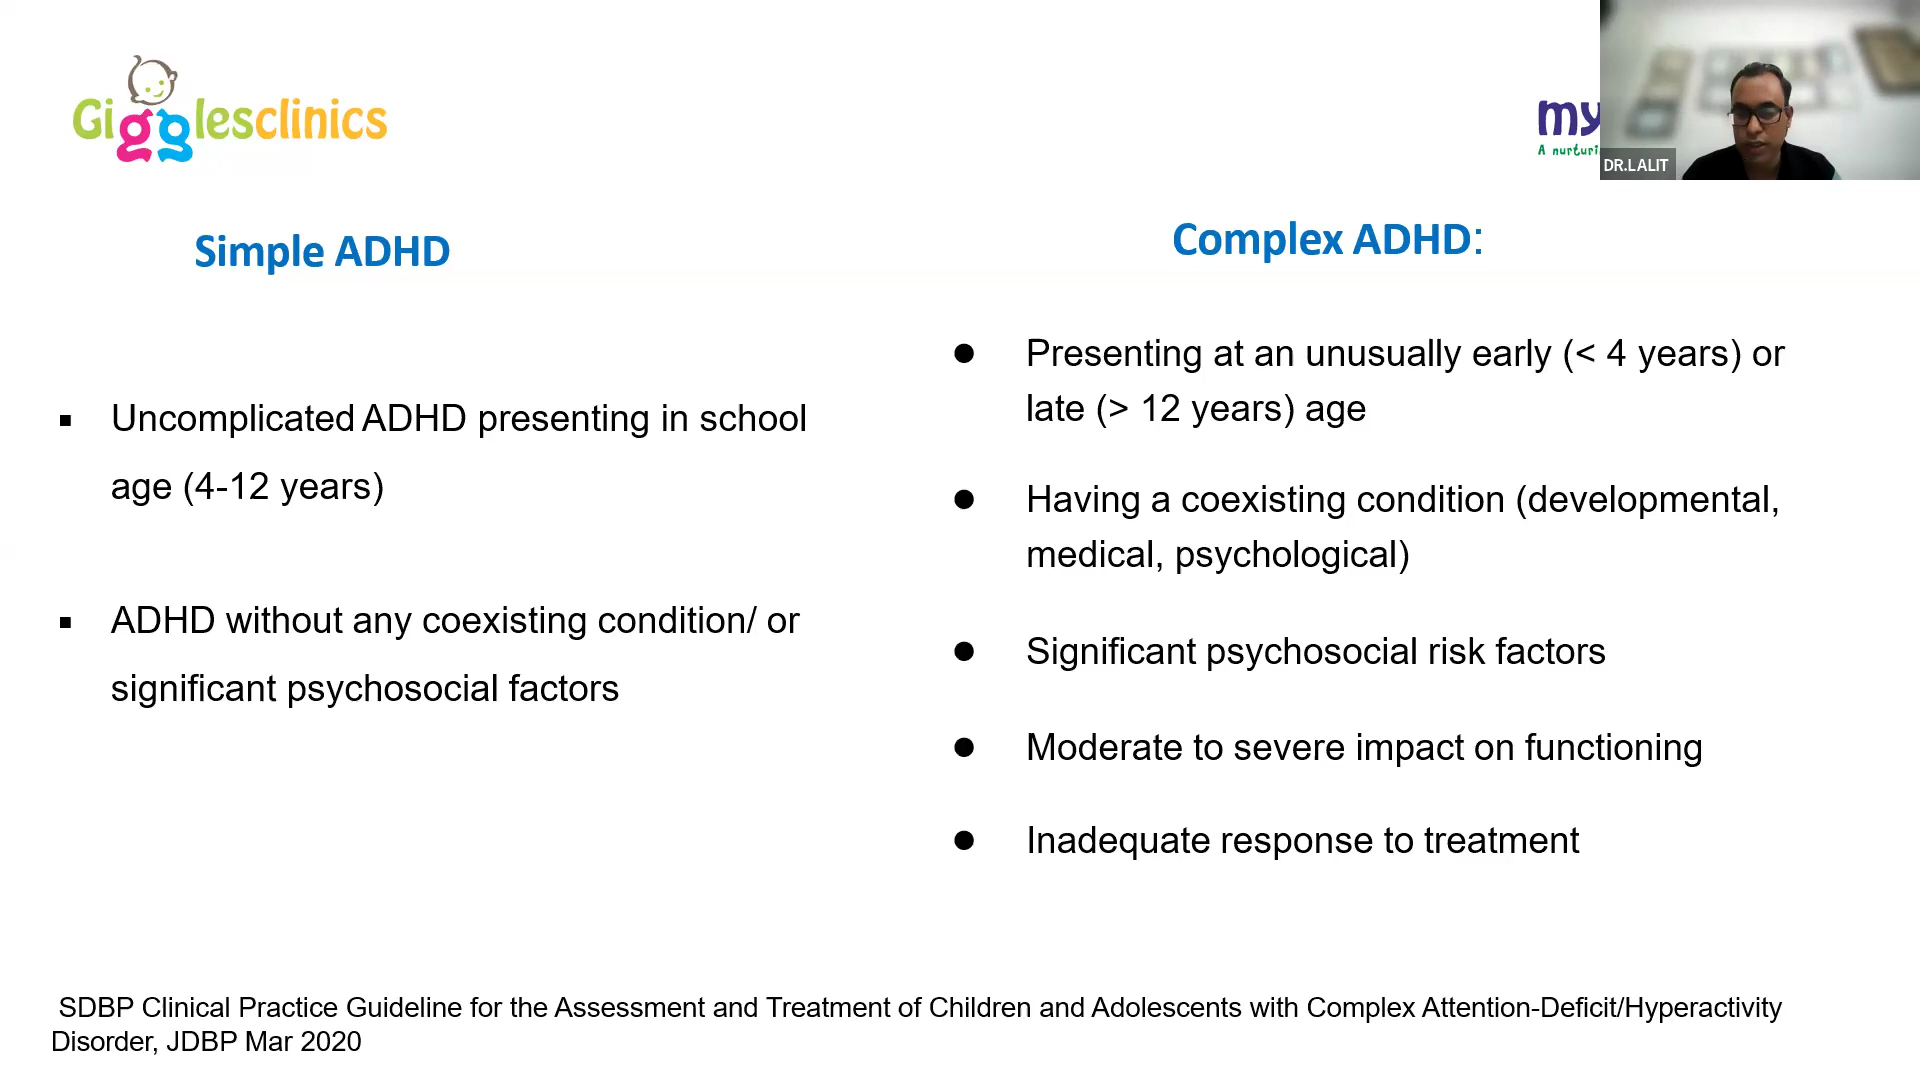 Gigglesclinics
my
A nurturi
DR.LALIT
Simple ADHD
Complex ADHD:
▪ Uncomplicated ADHD presenting in school
age (4-12 years)
▪ ADHD without any coexisting condition/ or
significant psychosocial factors
● Presenting at an unusually early (< 4 years) or
late (> 12 years) age
● Having a coexisting condition (developmental,
medical, psychological)
● Significant psychosocial risk factors
● Moderate to severe impact on functioning
● Inadequate response to treatment
SDBP Clinical Practice Guideline for the Assessment and Treatment of Children and Adolescents with Complex Attention-Deficit/Hyperactivity
Disorder, JDBP Mar 2020